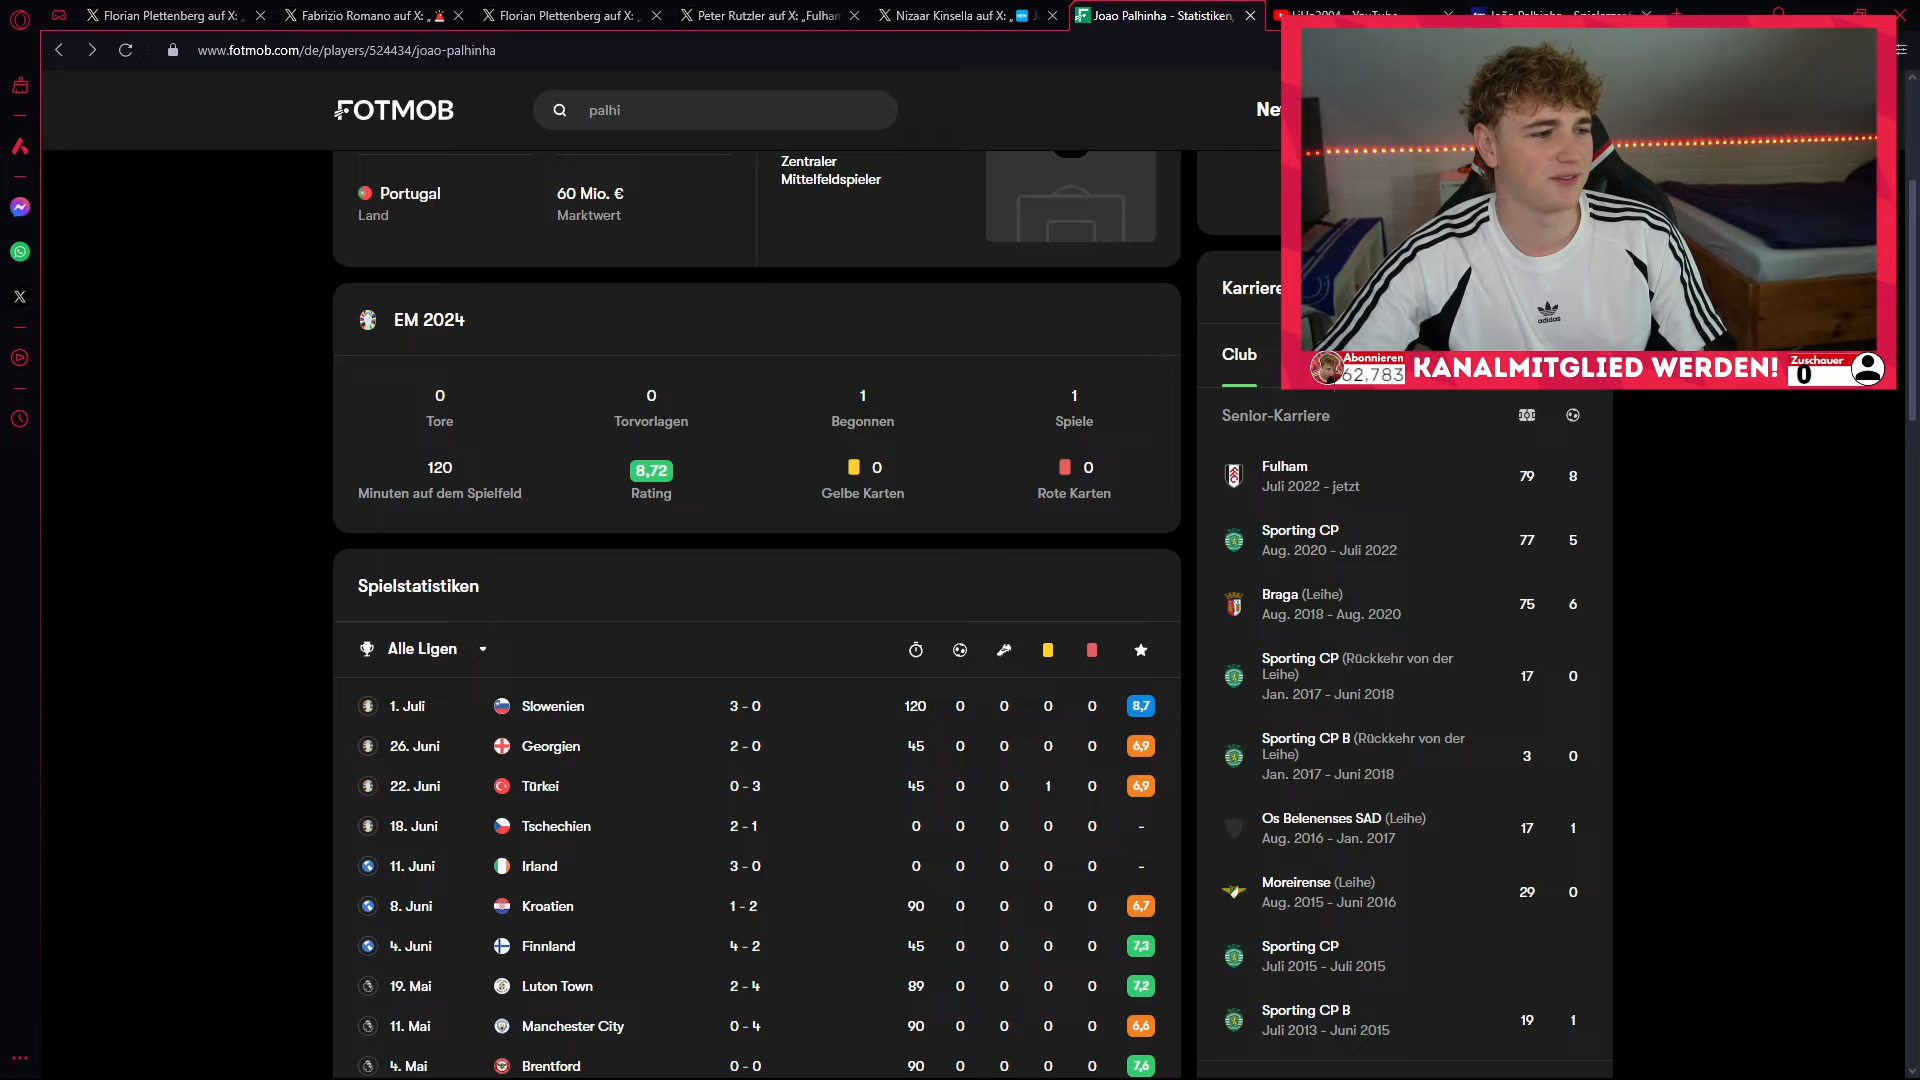 Florian Plettenberg auf X: „
Fabrizio Romano auf X: „
Florian Plettenberg auf X: „
Peter Rutzler auf X: „Fulham
Nizaar Kinsella auf X: „
Joao Palhinha - Statistiken,
www.fotmob.com/de/players/524434/joao-palhinha
FOTMOB
palhi
Portugal
Land
60 Mio. €
Marktwert
Zentraler
Mittelfeldspieler
EM 2024
0 0 1 1
Tore Torvorlagen Begonnen Spiele
120 8,72 0 0
Minuten auf dem Spielfeld Rating Gelbe Karten Rote Karten
Spielstatistiken
Alle Ligen
1. Juli Slowenien 3 - 0 120 0 0 0 0 8,7
26. Juni Georgien 2 - 0 45 0 0 0 0 6,9
22. Juni Türkei 0 - 3 45 0 0 1 0 6,9
18. Juni Tschechien 2 - 1 0 0 0 0 0 -
11. Juni Irland 3 - 0 0 0 0 0 0 -
8. Juni Kroatien 1 - 2 90 0 0 0 0 6,7
4. Juni Finnland 4 - 2 45 0 0 0 0 7,3
19. Mai Luton Town 2 - 4 89 0 0 0 0 7,2
11. Mai Manchester City 0 - 4 90 0 0 0 0 6,6
4. Mai Brentford 0 - 0 90 0 0 0 0 7,6
adidas
Abonnieren
62,783
KANALMITGLIED WERDEN!
Zuschauer
0
Karriere
Club
Senior-Karriere
Fulham 79 8
Juli 2022 - jetzt
Sporting CP 77 5
Aug. 2020 - Juli 2022
Braga (Leihe) 75 6
Aug. 2018 - Aug. 2020
Sporting CP (Rückkehr von der
Leihe) 17 0
Jan. 2017 - Juni 2018
Sporting CP B (Rückkehr von der
Leihe) 3 0
Jan. 2017 - Juni 2018
Os Belenenses SAD (Leihe) 17 1
Aug. 2016 - Jan. 2017
Moreirense (Leihe) 29 0
Aug. 2015 - Juni 2016
Sporting CP
Juli 2015 - Juli 2015
Sporting CP B 19 1
Juli 2013 - Juni 2015